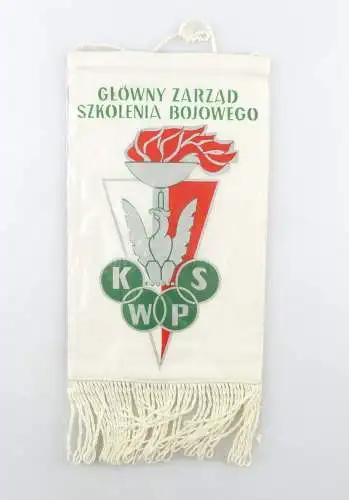 GŁÓWNY ZARZĄD
SZKOLENIA BOJOWEGO
K S
W P